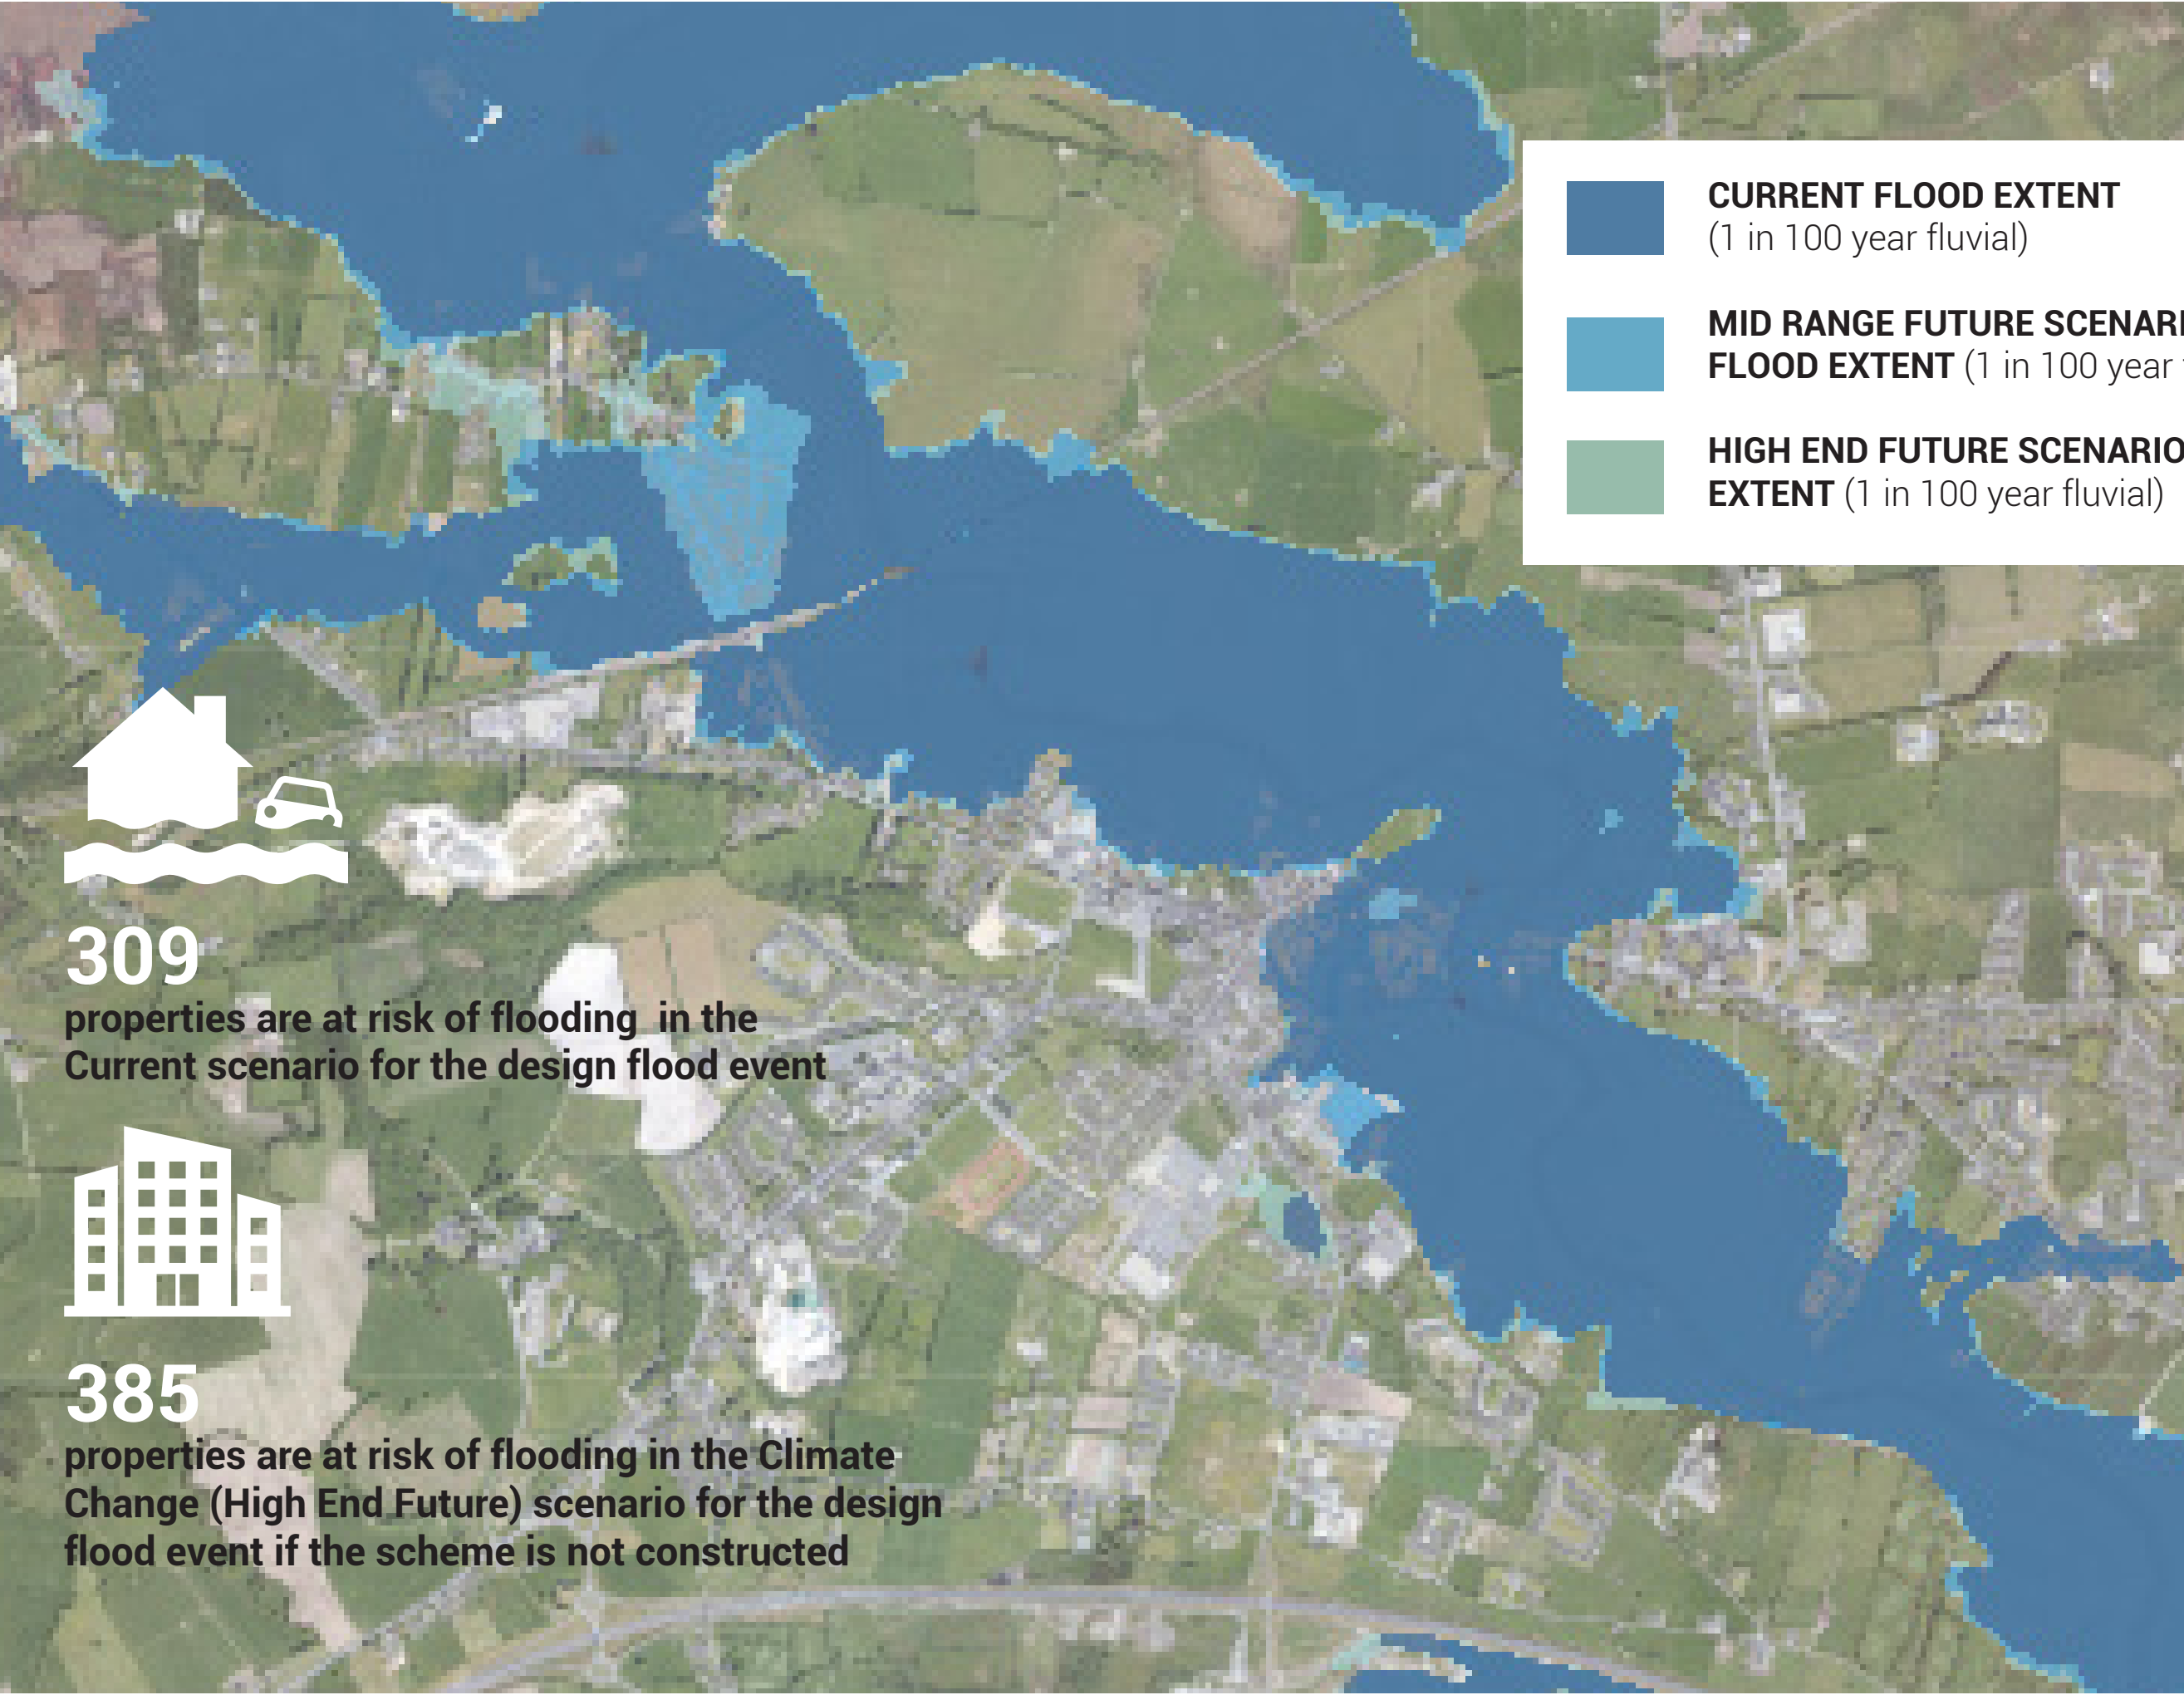 CURRENT FLOOD EXTENT
(1 in 100 year fluvial)
MID RANGE FUTURE
FLOOD EXTENT (1 in 100 year
HIGH END FUTURE SCENARIO
EXTENT (1 in 100 year fluvial)
309
properties are at risk of flooding in the
Current scenario for the design flood event
385
properties are at risk of flooding in the Climate
Change (High End Future) scenario for the design
flood event if the scheme is not constructed